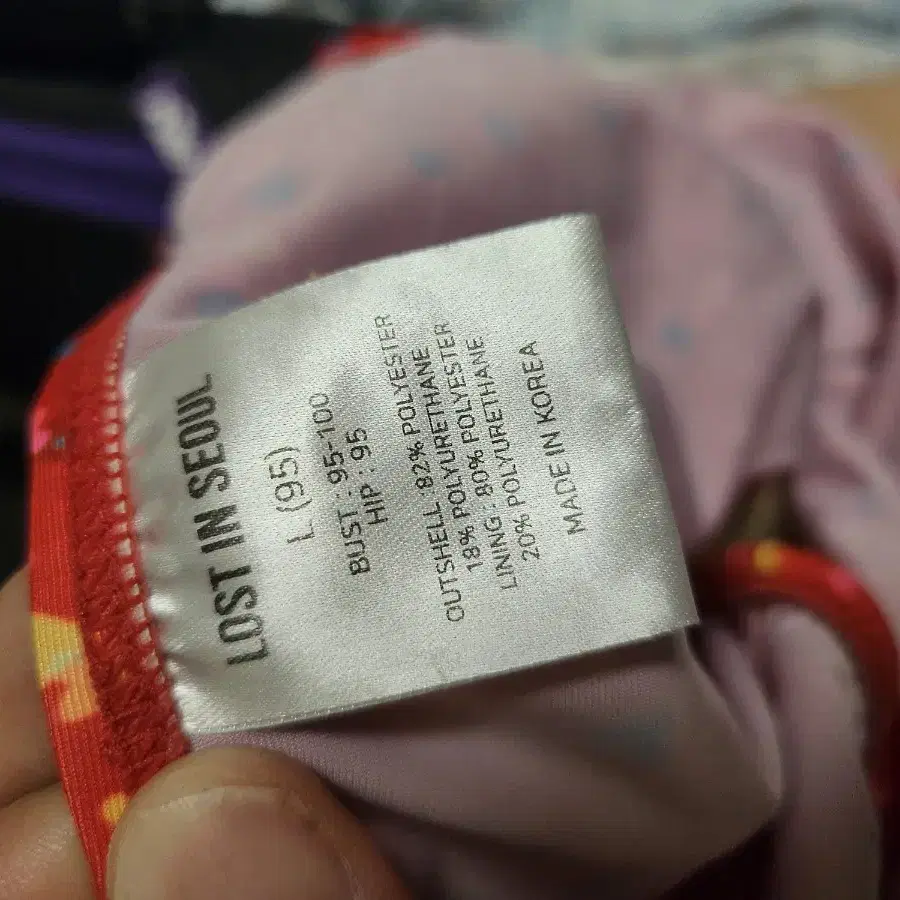 LOST IN SEOUL
L (95)
BUST : 95-100
HIP : 95
OUTSHELL : 82% POLYESTER
18% POLYURETHANE
LINING : 80% POLYESTER
20% POLYURETHANE
MADE IN KOREA